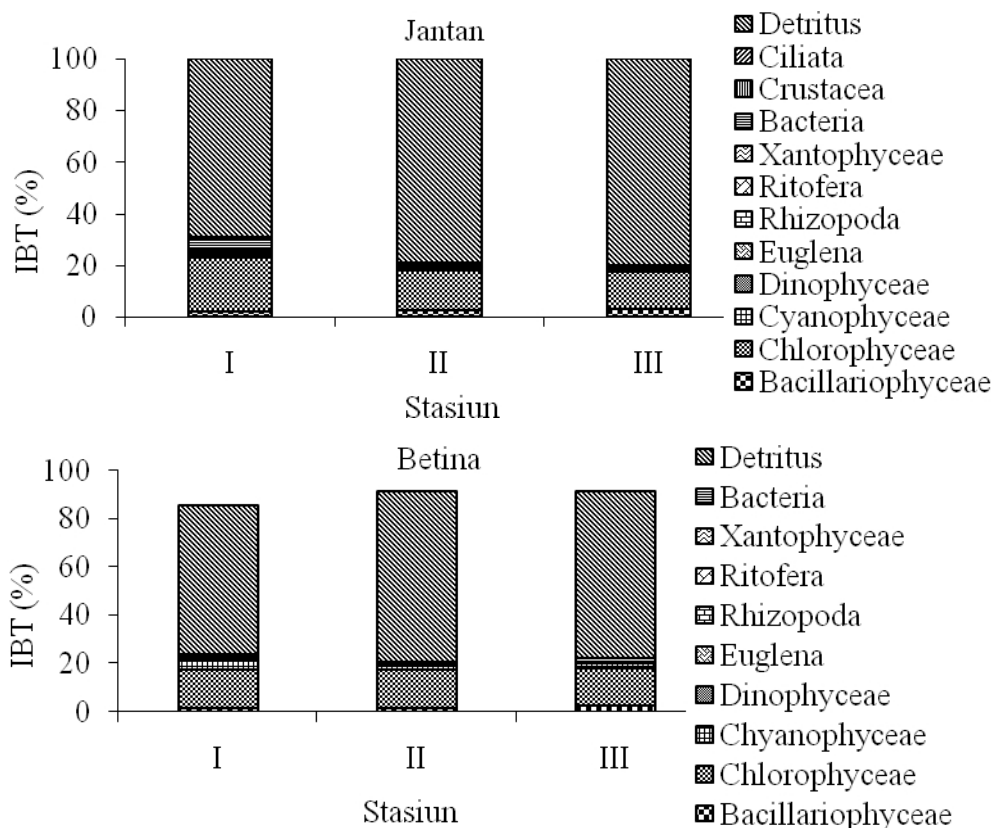 Jantan
100
80
60
40
20
0
IBT (%)
I II III
Stasiun
Detritus
Ciliata
Crustacea
Bacteria
Xantophyceae
Ritofera
Rhizopoda
Euglena
Dinophyceae
Cyanophyceae
Chlorophyceae
Bacillariophyceae
Betina
100
80
60
40
20
0
IBT (%)
I II III
Stasiun
Detritus
Bacteria
Xantophyceae
Ritofera
Rhizopoda
Euglena
Dinophyceae
Chyanophyceae
Chlorophyceae
Bacillariophyceae